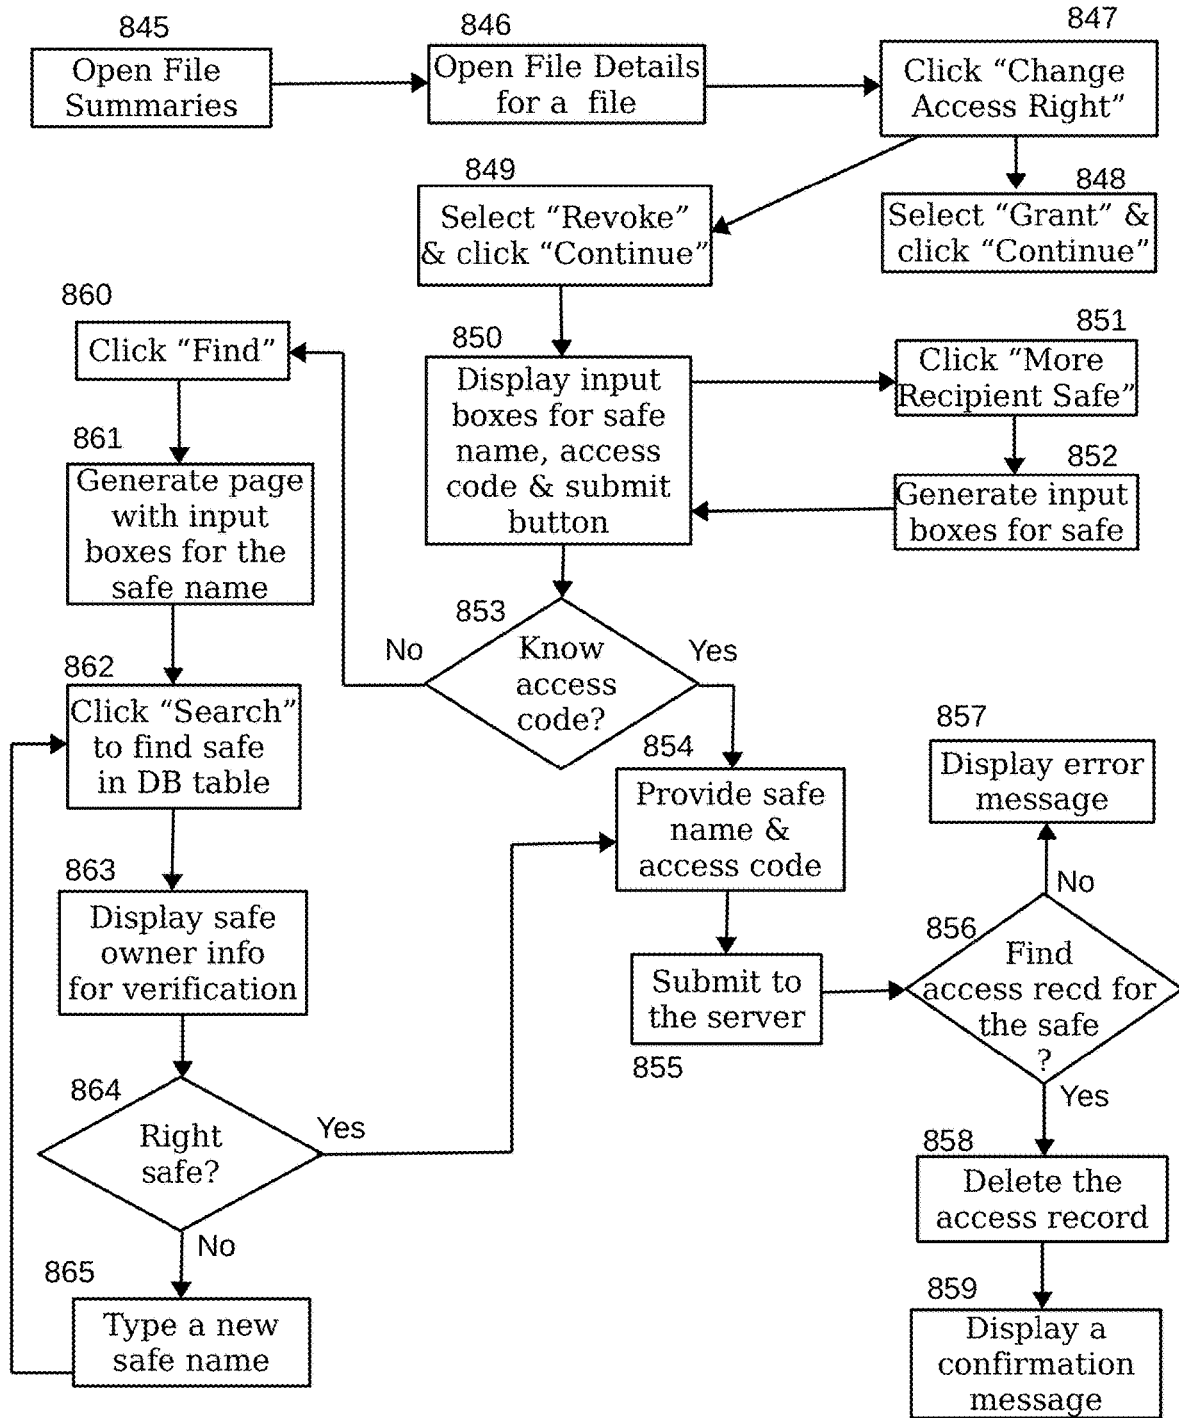 845
Open File
Summaries
846
Open File Details
for a file
847
Click “Change
Access Right”
848
Select “Grant” &
click “Continue”
849
Select “Revoke”
& click “Continue”
850
Display input
boxes for safe
name, access
code & submit
button
851
Click “More
Recipient Safe”
852
Generate input
boxes for safe
853
Know
access
code?
No
Yes
860
Click “Find”
861
Generate page
with input
boxes for the
safe name
862
Click “Search”
to find safe
in DB table
863
Display safe
owner info
for verification
864
Right
safe?
Yes
No
865
Type a new
safe name
854
Provide safe
name &
access code
855
Submit to
the server
856
Find
access recd for
the safe
?
No
Yes
857
Display error
message
858
Delete the
access record
859
Display a
confirmation
message